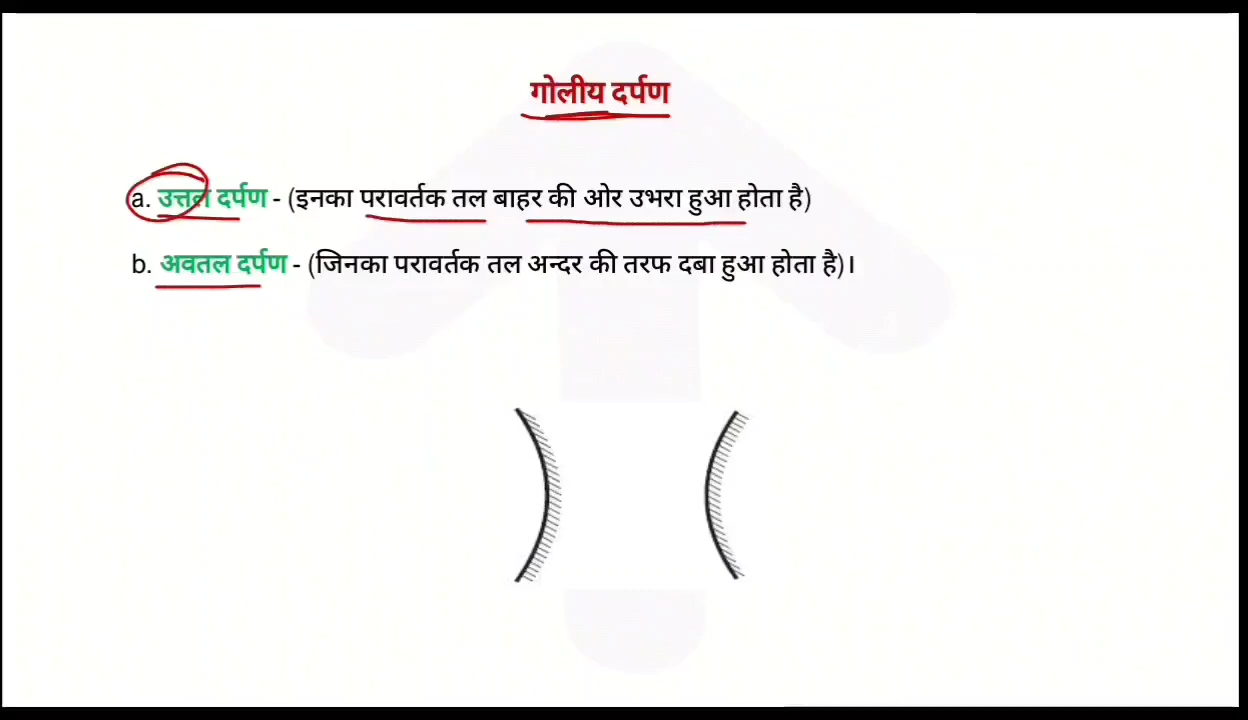 गोलीय दर्पण
a. उत्तल दर्पण - (इनका परावर्तक तल बाहर की ओर उभरा हुआ होता है)
b. अवतल दर्पण - (जिनका परावर्तक तल अन्दर की तरफ दबा हुआ होता है)।